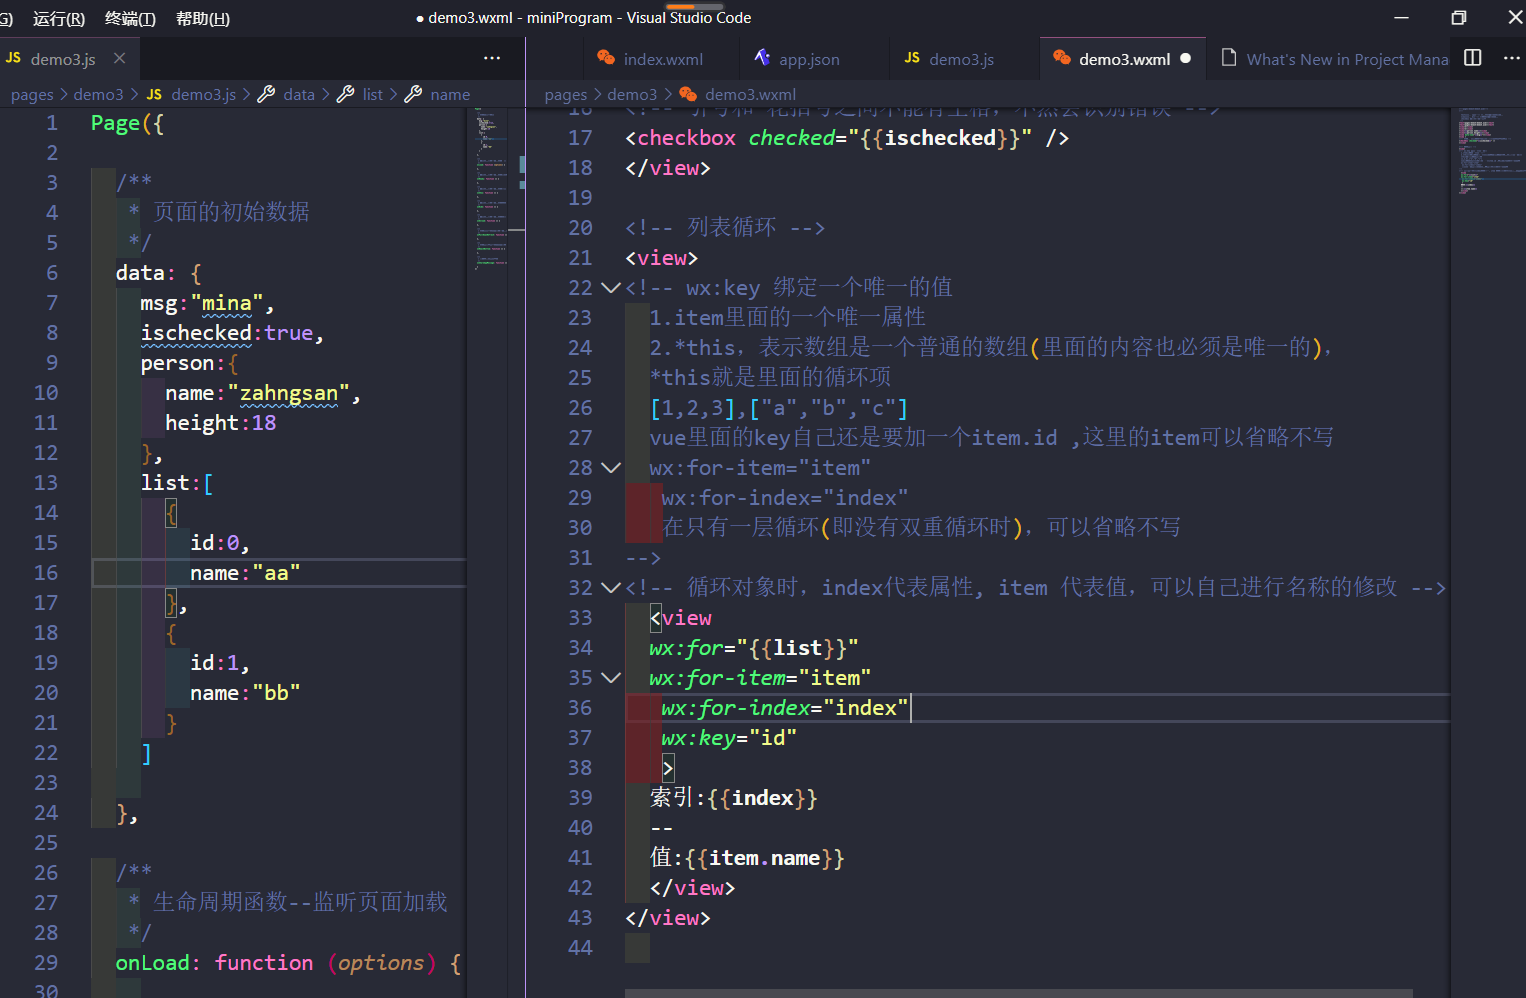 G) 运行(R) 终端(T) 帮助(H) ● demo3.wxml - miniProgram - Visual Studio Code
JS demo3.js ×
pages > demo3 > JS demo3.js > data > list > name
1 Page({
2
3 /**
4 * 页面的初始数据
5 */
6 data: {
7 msg:"mina",
8 ischecked:true,
9 person:{
10 name:"zahngsan",
11 height:18
12 },
13 list:[
14 {
15 id:0,
16 name:"aa"
17 },
18 {
19 id:1,
20 name:"bb"
21 }
22 ]
23
24 },
25
26 /**
27 * 生命周期函数--监听页面加载
28 */
29 onLoad: function (options) {
30
index.wxml app.json JS demo3.js demo3.wxml ● What's New in Project Mana
pages > demo3 > demo3.wxml
17 <checkbox checked="{{ischecked}}" />
18 </view>
19
20 <!-- 列表循环 -->
21 <view>
22 <!-- wx:key 绑定一个唯一的值
23 1.item里面的一个唯一属性
24 2.*this，表示数组是一个普通的数组(里面的内容也必须是唯一的)，
25 *this就是里面的循环项
26 [1,2,3],["a","b","c"]
27 vue里面的key自己还是要加一个item.id ,这里的item可以省略不写
28 wx:for-item="item"
29 wx:for-index="index"
30 在只有一层循环(即没有双重循环时)，可以省略不写
31 -->
32 <!-- 循环对象时，index代表属性, item 代表值，可以自己进行名称的修改 -->
33 <view
34 wx:for="{{list}}"
35 wx:for-item="item"
36 wx:for-index="index"
37 wx:key="id"
38 >
39 索引:{{index}}
40 --
41 值:{{item.name}}
42 </view>
43 </view>
44